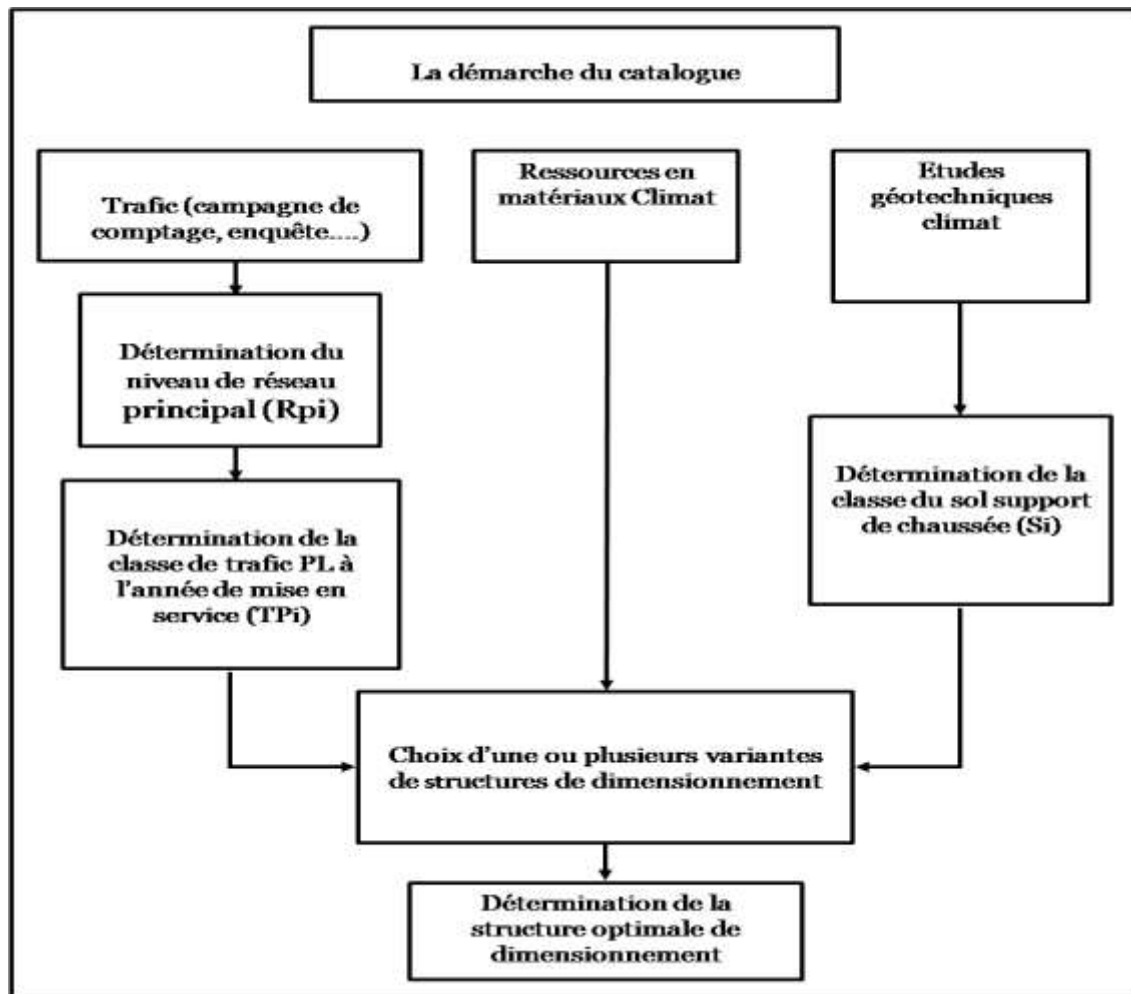 La démarche du catalogue
Trafic (campagne de
comptage, enquête....)
Ressources en
matériaux Climat
Etudes
géotechniques
climat
Détermination du
niveau de réseau
principal (Rpi)
Détermination de la
classe de trafic PL à
l'année de mise en
service (TPi)
Détermination de la
classe du sol support
de chaussée (Si)
Choix d'une ou plusieurs variantes
de structures de dimensionnement
Détermination de la
structure optimale de
dimensionnement